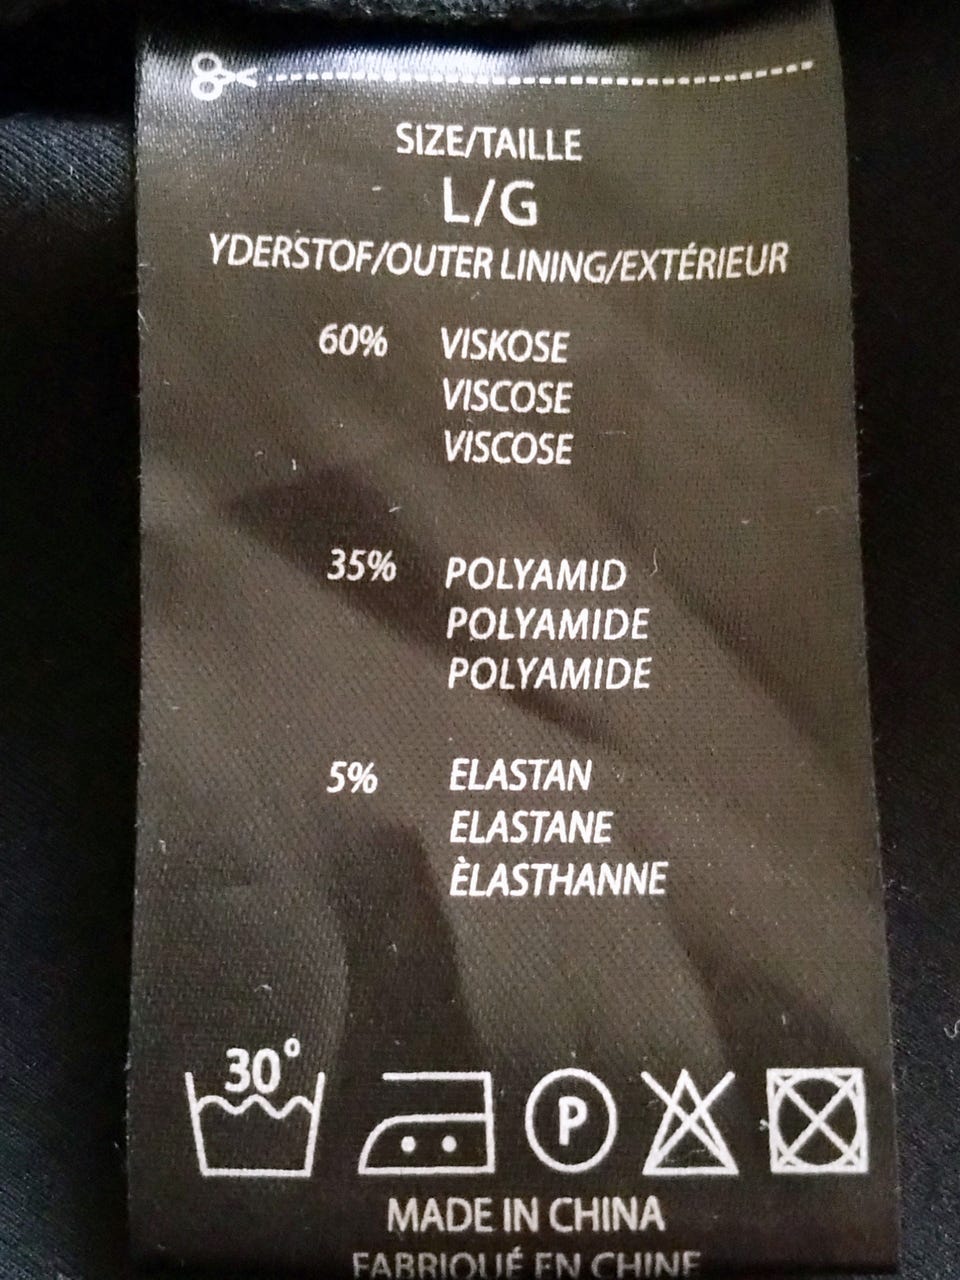 SIZE/TAILLE
L/G
YDERSTOF/OUTER LINING/EXTÉRIEUR
60% VISKOSE
VISCOSE
VISCOSE
35% POLYAMID
POLYAMIDE
POLYAMIDE
5% ELASTAN
ELASTANE
ÈLASTHANNE
30°
P
MADE IN CHINA
FABRIQUÉ EN CHINE